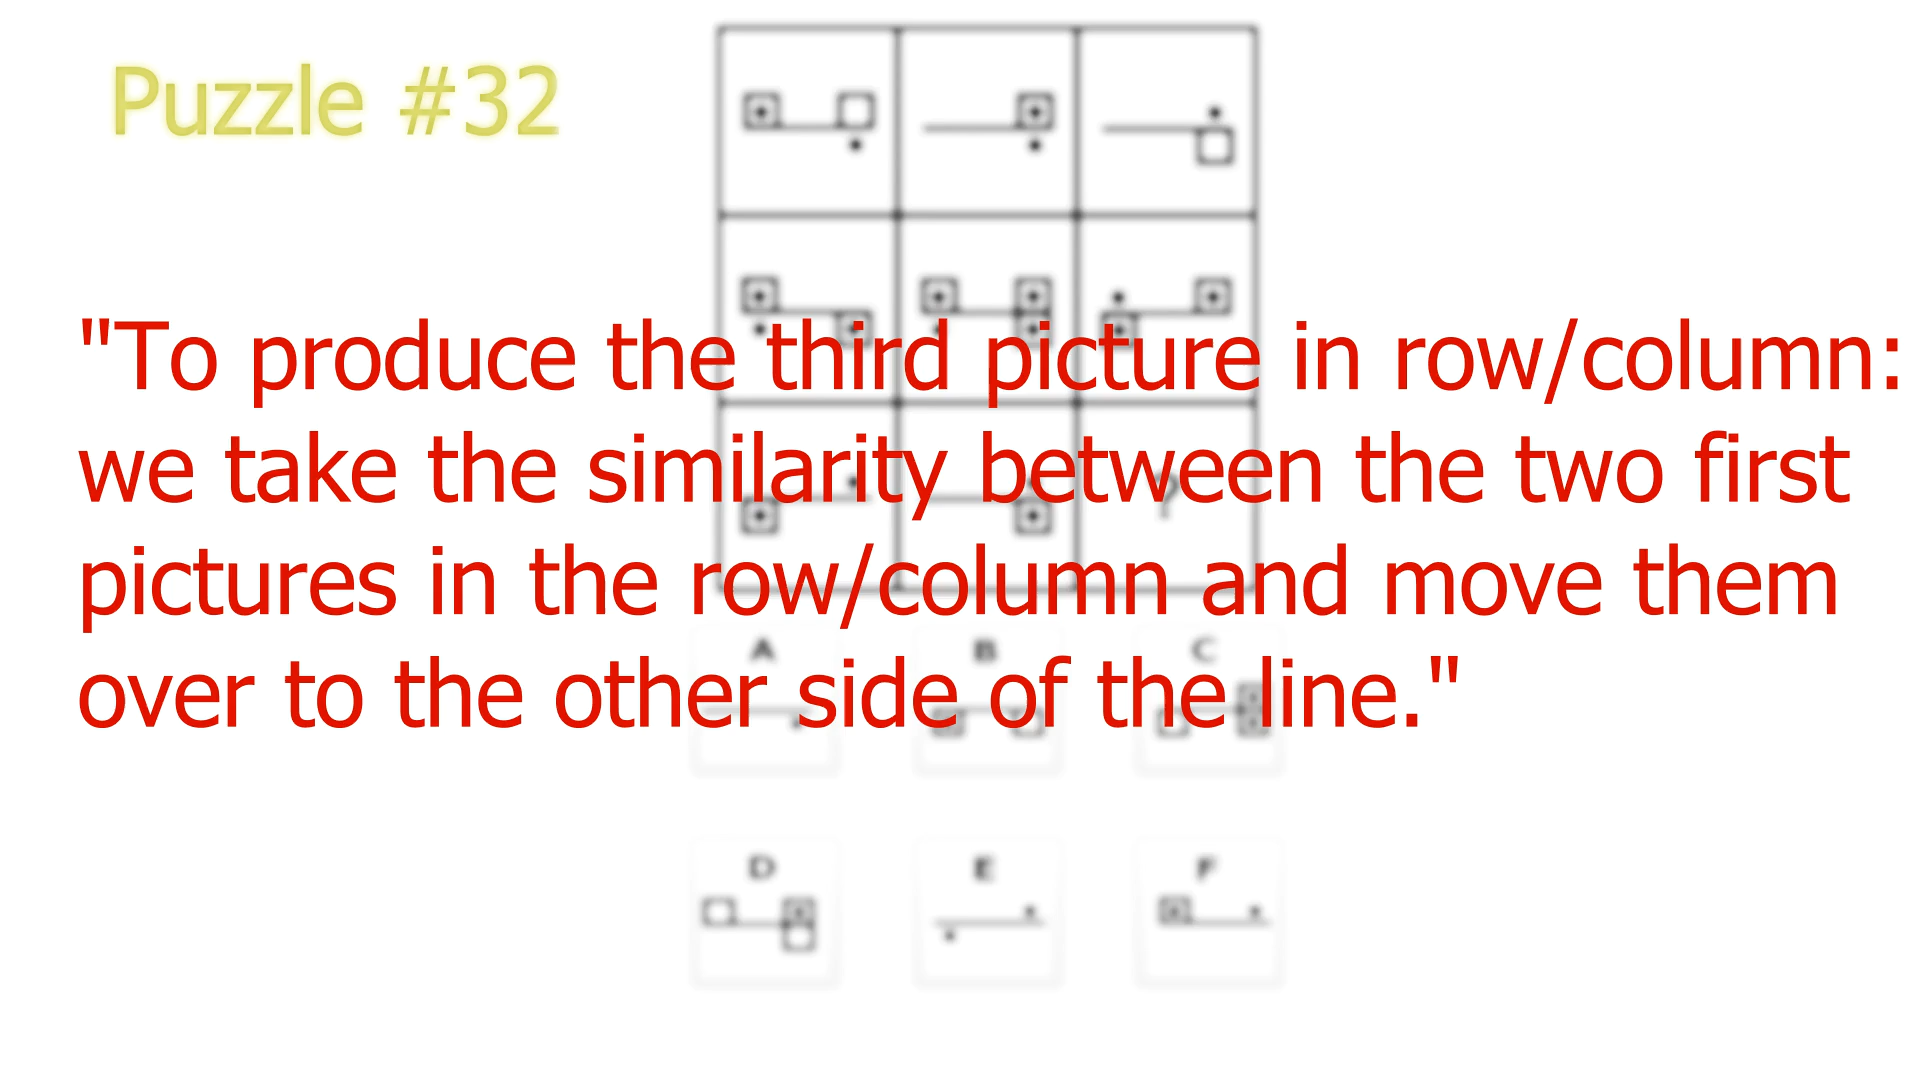 Puzzle #32
"To produce the third picture in row/column:
we take the similarity between the two first
pictures in the row/column and move them
over to the other side of the line."
?
A B C
D E F